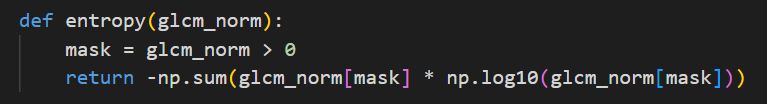 def entropy(glcm_norm):
    mask = glcm_norm > 0
    return -np.sum(glcm_norm[mask] * np.log10(glcm_norm[mask]))